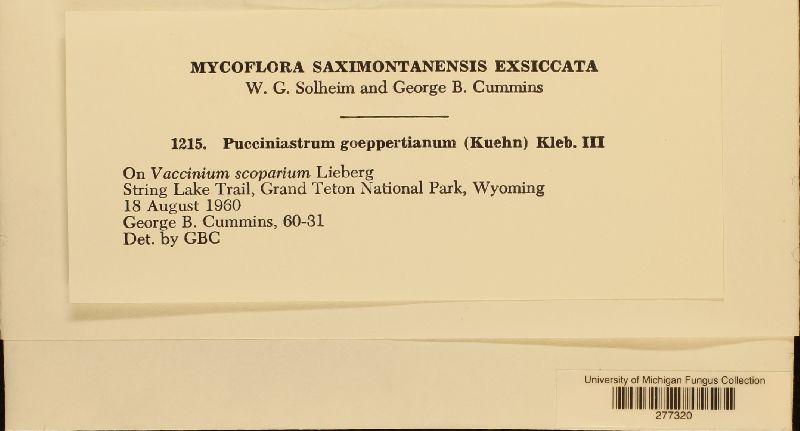 MYCOFLORA SAXIMONTANENSIS EXSICCATA
W. G. Solheim and George B. Cummins
1215. Pucciniastrum goeppertianum (Kuehn) Kleb. III
On Vaccinium scoparium Lieberg
String Lake Trail, Grand Teton National Park, Wyoming
18 August 1960
George B. Cummins, 60-31
Det. by GBC
University of Michigan Fungus Collection
277320